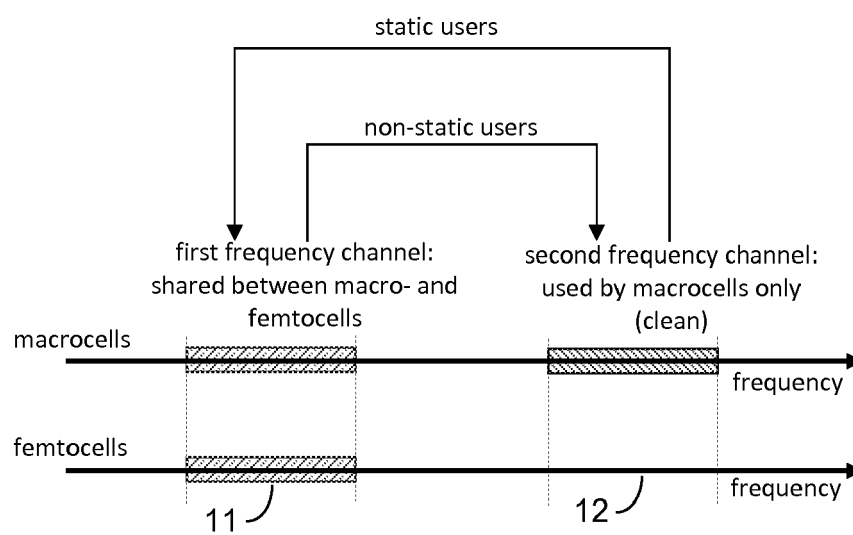 static users
non-static users
first frequency channel:
shared between macro- and
femtocells
second frequency channel:
used by macrocells only
(clean)
macrocells
frequency
femtocells
frequency
11
12